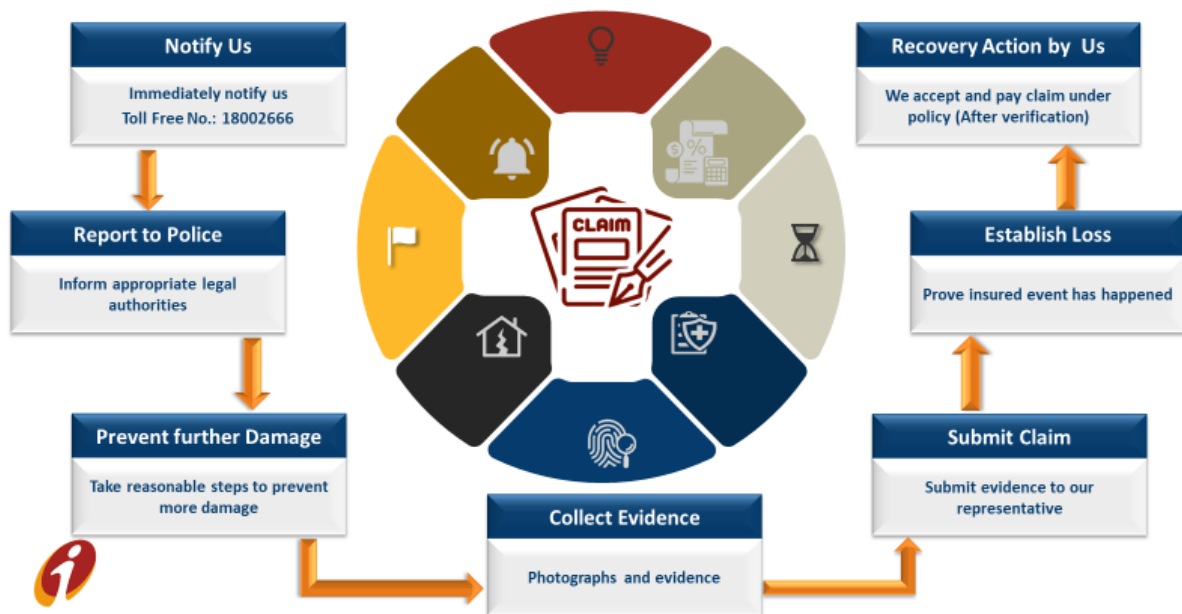 Notify Us
Immediately notify us
Toll Free No.: 18002666
Report to Police
Inform appropriate legal
authorities
Prevent further Damage
Take reasonable steps to prevent
more damage
Collect Evidence
Photographs and evidence
Submit Claim
Submit evidence to our
representative
Establish Loss
Prove insured event has happened
Recovery Action by Us
We accept and pay claim under
policy (After verification)
CLAIM
$ %
i